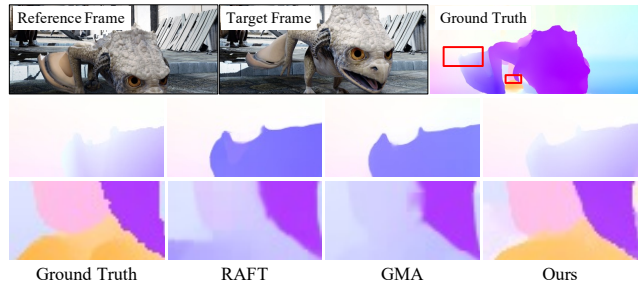 Reference Frame
Target Frame
Ground Truth
Ground Truth
RAFT
GMA
Ours